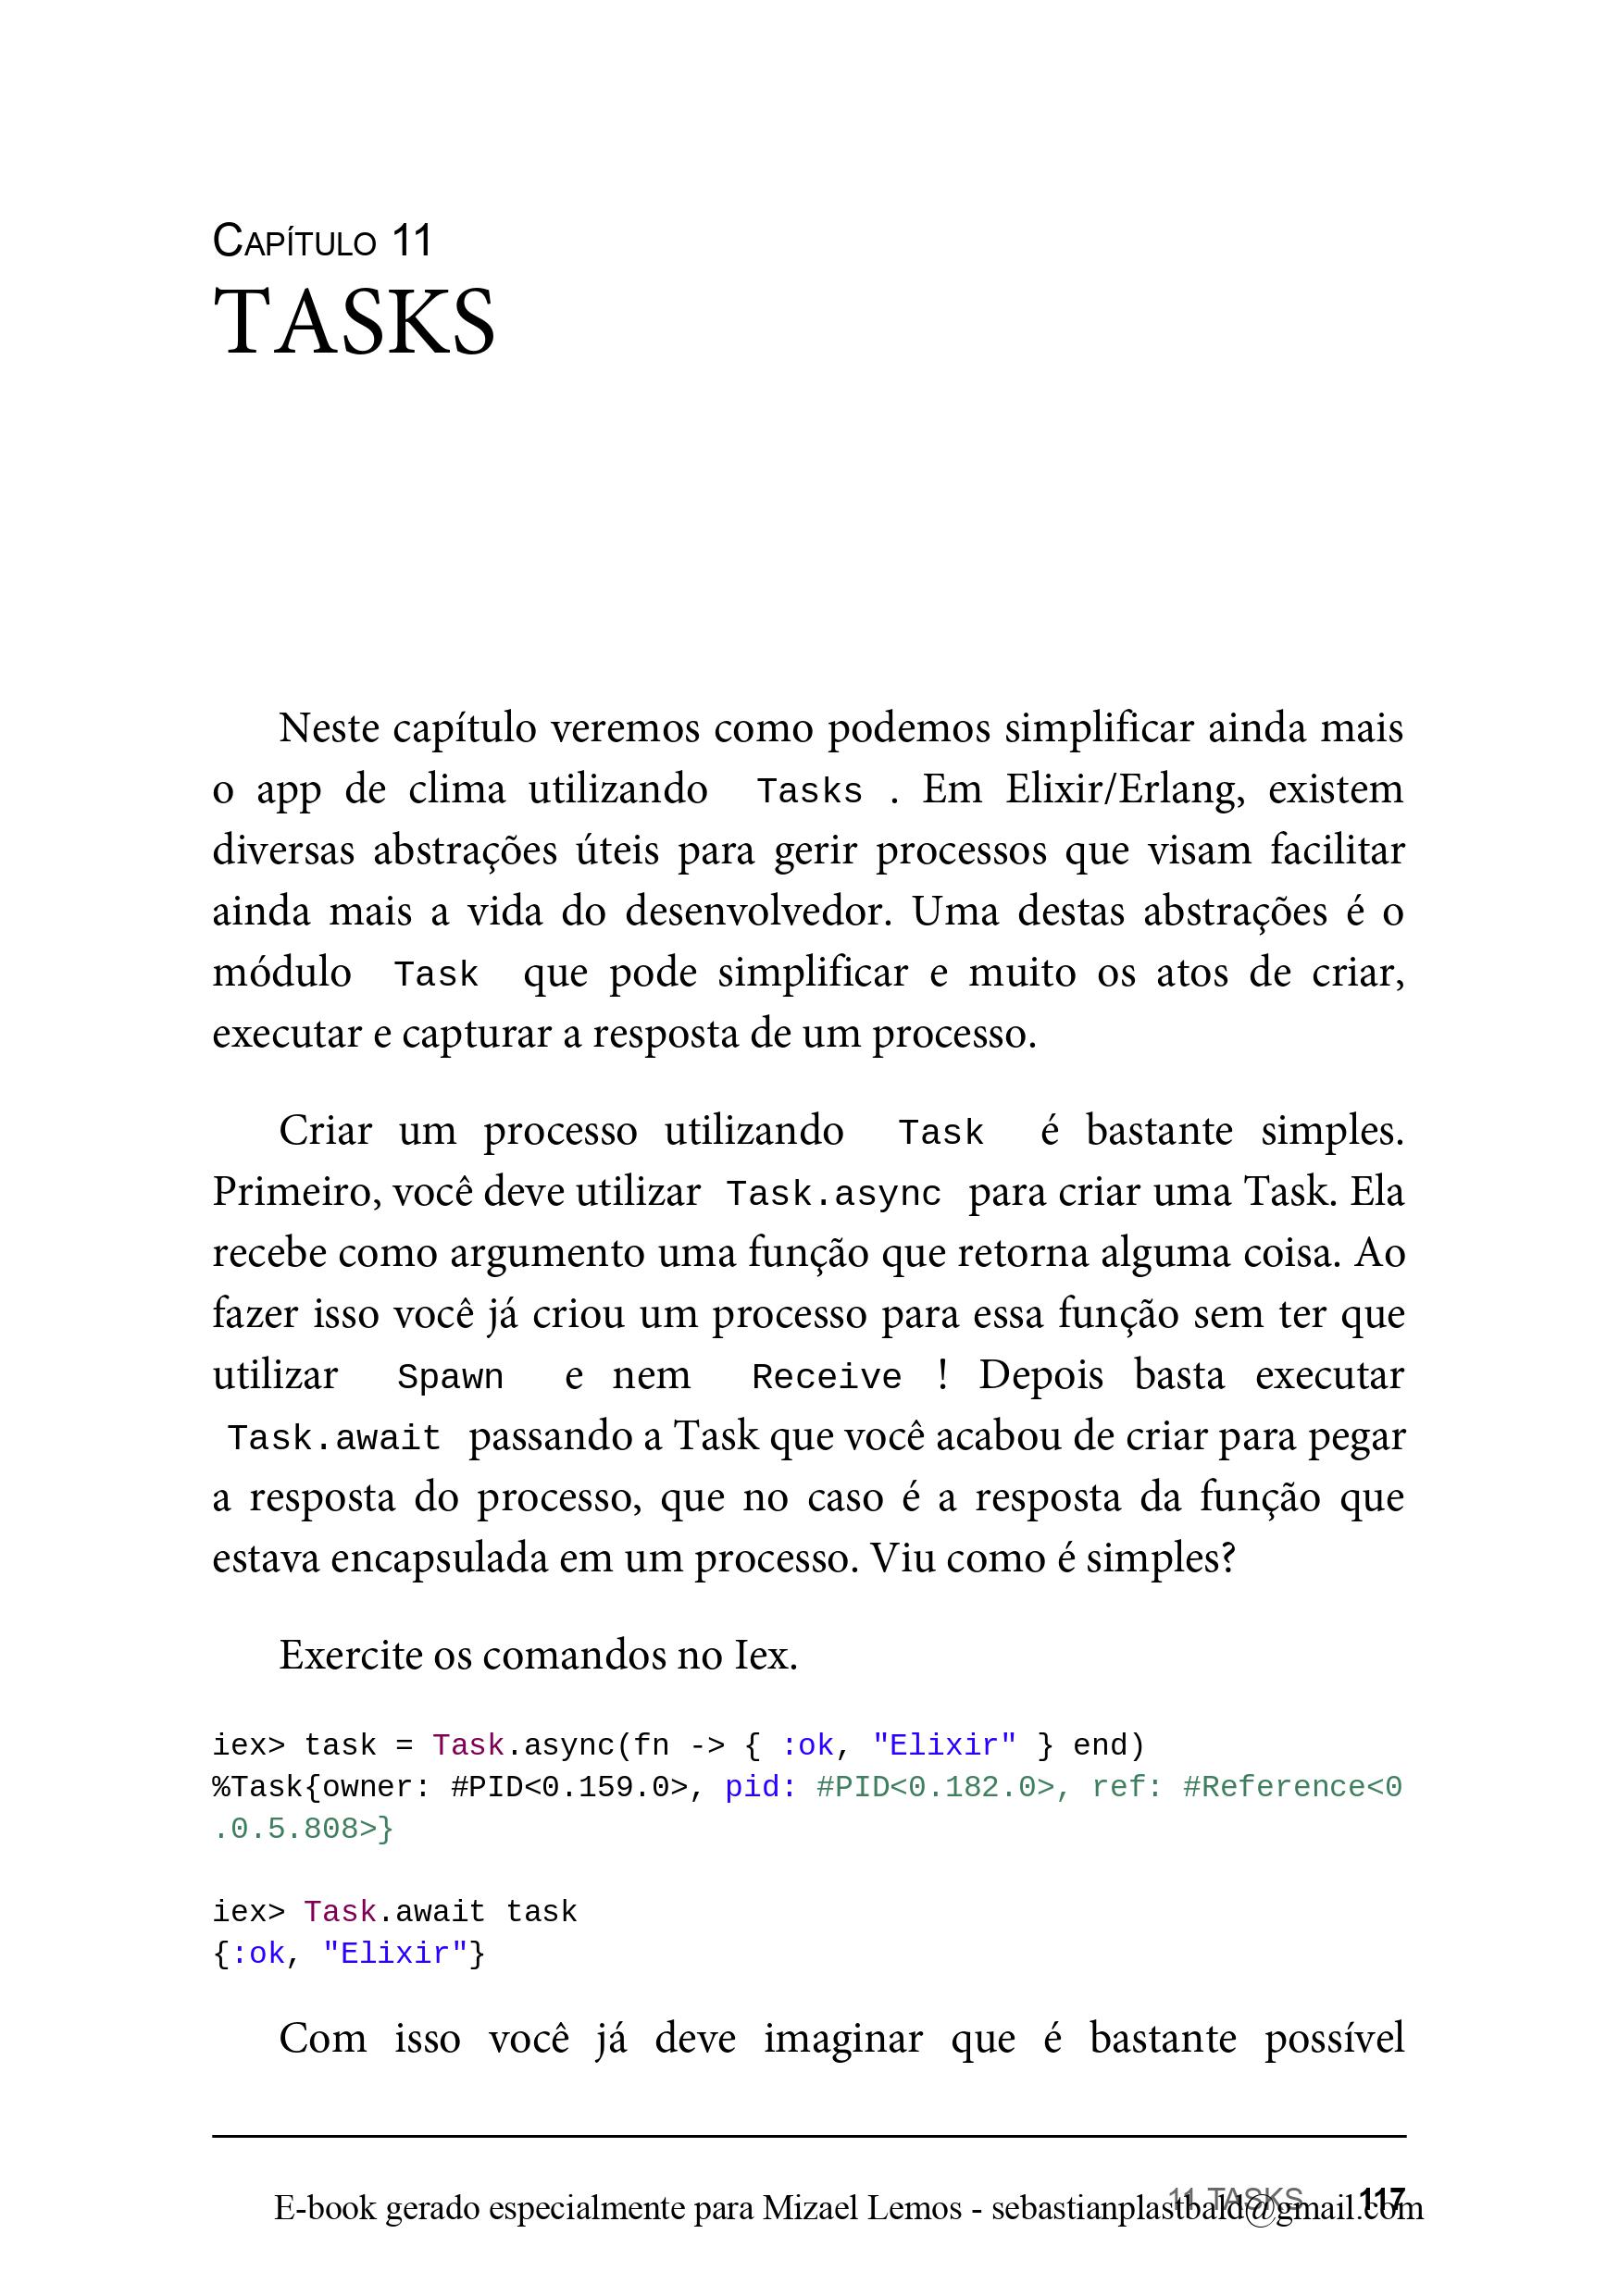 Capítulo 11
TASKS
Neste capítulo veremos como podemos simplificar ainda mais
o app de clima utilizando Tasks . Em Elixir/Erlang, existem
diversas abstrações úteis para gerir processos que visam facilitar
ainda mais a vida do desenvolvedor. Uma destas abstrações é o
módulo Task que pode simplificar e muito os atos de criar,
executar e capturar a resposta de um processo.
Criar um processo utilizando Task é bastante simples.
Primeiro, você deve utilizar Task.async para criar uma Task. Ela
recebe como argumento uma função que retorna alguma coisa. Ao
fazer isso você já criou um processo para essa função sem ter que
utilizar Spawn e nem Receive ! Depois basta executar
Task.await passando a Task que você acabou de criar para pegar
a resposta do processo, que no caso é a resposta da função que
estava encapsulada em um processo. Viu como é simples?
Exercite os comandos no Iex.
iex> task = Task.async(fn -> { :ok, "Elixir" } end)
%Task{owner: #PID<0.159.0>, pid: #PID<0.182.0>, ref: #Reference<0
.0.5.808>}
iex> Task.await task
{:ok, "Elixir"}
Com isso você já deve imaginar que é bastante possível
11 TASKS 117
E-book gerado especialmente para Mizael Lemos - sebastianplastbald@gmail.com